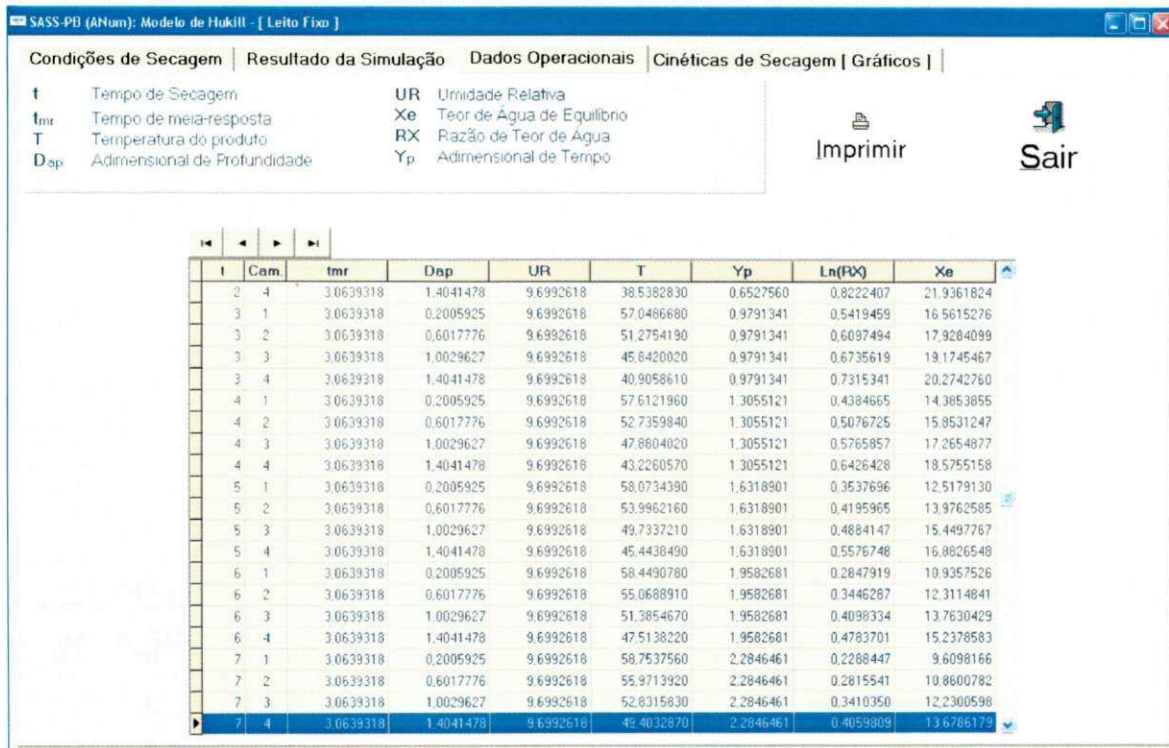 SASS-PB (ANum): Modelo de Hukill - [ Leito Fixo ]
Condições de Secagem Resultado da Simulação Dados Operacionais Cinéticas de Secagem [ Gráficos ]
t Tempo de Secagem UR Umidade Relativa
tmr Tempo de meia-resposta Xe Teor de Água de Equilíbrio
T Temperatura do produto RX Razão de Teor de Água
Dap Adimensional de Profundidade Yp Adimensional de Tempo
Imprimir
Sair
t Cam. tmr Dap UR T Yp Ln(RX) Xe
2 4 3,0639318 1,4041478 9,6992618 38,5382830 0,6527560 0,8222407 21,9361824
3 1 3,0639318 0,2005925 9,6992618 57,0486680 0,9791341 0,5419459 16,5615276
3 2 3,0639318 0,6017776 9,6992618 51,2754190 0,9791341 0,6097494 17,9284099
3 3 3,0639318 1,0029627 9,6992618 45,8420020 0,9791341 0,6735619 19,1745467
3 4 3,0639318 1,4041478 9,6992618 40,9058610 0,9791341 0,7315341 20,2742760
4 1 3,0639318 0,2005925 9,6992618 57,6121960 1,3055121 0,4384665 14,3853855
4 2 3,0639318 0,6017776 9,6992618 52,7359840 1,3055121 0,5076725 15,8531247
4 3 3,0639318 1,0029627 9,6992618 47,8804020 1,3055121 0,5765857 17,2654877
4 4 3,0639318 1,4041478 9,6992618 43,2260570 1,3055121 0,6426428 18,5755158
5 1 3,0639318 0,2005925 9,6992618 58,0734390 1,6318901 0,3537696 12,5179130
5 2 3,0639318 0,6017776 9,6992618 53,9962160 1,6318901 0,4196965 13,9762585
5 3 3,0639318 1,0029627 9,6992618 49,7337210 1,6318901 0,4884147 15,4497767
5 4 3,0639318 1,4041478 9,6992618 45,4438490 1,6318901 0,5576748 16,8826548
6 1 3,0639318 0,2005925 9,6992618 58,4490780 1,9582681 0,2847919 10,9357526
6 2 3,0639318 0,6017776 9,6992618 55,0688910 1,9582681 0,3446287 12,3114841
6 3 3,0639318 1,0029627 9,6992618 51,3854670 1,9582681 0,4098334 13,7630429
6 4 3,0639318 1,4041478 9,6992618 47,5138220 1,9582681 0,4783701 15,2378583
7 1 3,0639318 0,2005925 9,6992618 58,7537560 2,2846461 0,2288447 9,6098166
7 2 3,0639318 0,6017776 9,6992618 55,9713920 2,2846461 0,2815541 10,8600782
7 3 3,0639318 1,0029627 9,6992618 52,8315830 2,2846461 0,3410350 12,2300598
7 4 3,0639318 1,4041478 9,6992618 49,4032870 2,2846461 0,4059809 13,6786179